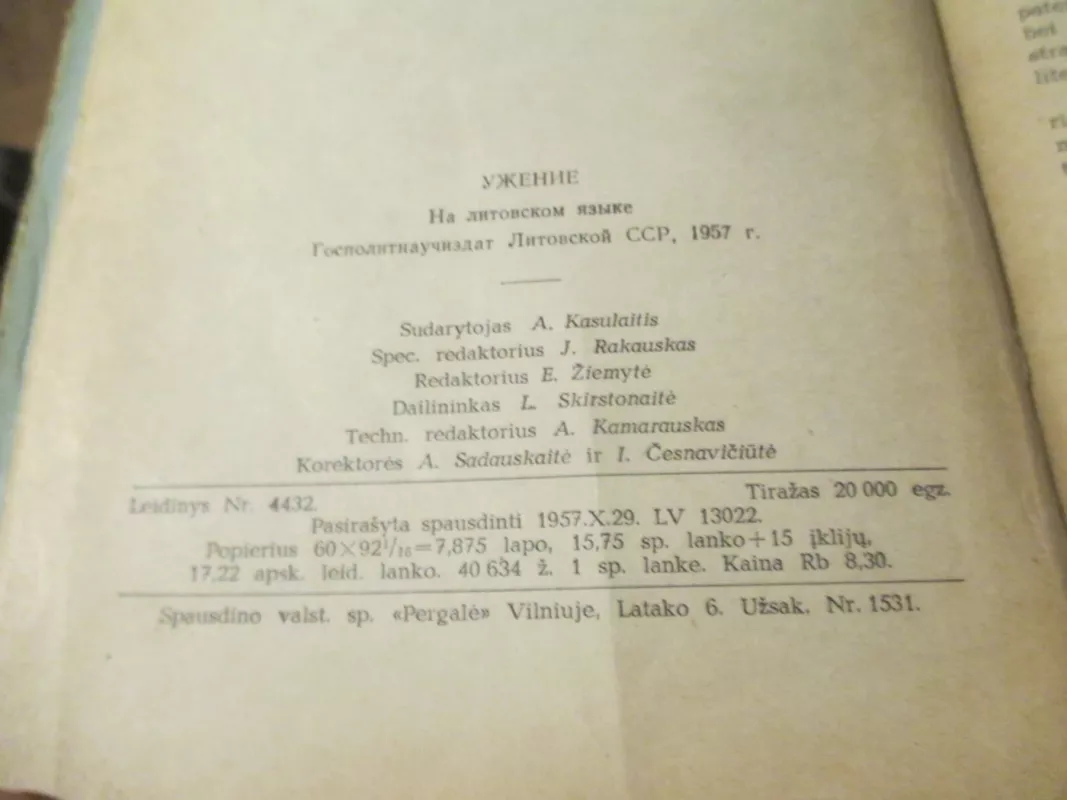 УЖЕНИЕ
На литовском языке
Госполитнаучиздат Литовской ССР, 1957 г.
Sudarytojas A. Kasulaitis
Spec. redaktorius J. Rakauskas
Redaktorius E. Žiemytė
Dailininkas L. Skirstonaitė
Techn. redaktorius A. Kamarauskas
Korektorės A. Sadauskaitė ir I. Česnavičiūtė
Leidinys Nr. 4432. Tiražas 20 000 egz.
Pasirašyta spausdinti 1957.X.29. LV 13022.
Popierius 60×92¹/₁₆=7,875 lapo, 15,75 sp. lanko+15 įklijų,
17,22 apsk. leid. lanko. 40 634 ž. 1 sp. lanke. Kaina Rb 8,30.
Spausdino valst. sp. «Pergalė» Vilniuje, Latako 6. Užsak. Nr. 1531.
bei